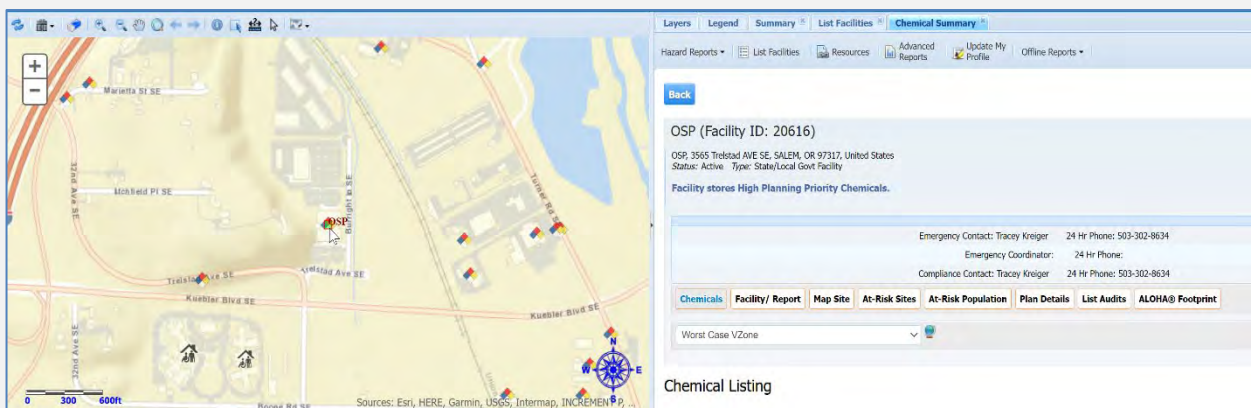 Layers Legend Summary List Facilities Chemical Summary
Hazard Reports List Facilities Resources Advanced Reports Update My Profile Offline Reports
Back
OSP (Facility ID: 20616)
OSP, 3565 Trelstad AVE SE, SALEM, OR 97317, United States
Status: Active Type: State/Local Govt Facility
Facility stores High Planning Priority Chemicals.
Emergency Contact: Tracey Kreiger 24 Hr Phone: 503-302-8634
Emergency Coordinator: 24 Hr Phone:
Compliance Contact: Tracey Kreiger 24 Hr Phone: 503-302-8634
Chemicals Facility/ Report Map Site At-Risk Sites At-Risk Population Plan Details List Audits ALOHA® Footprint
Worst Case VZone
Chemical Listing
+
−
Marietta St SE
32nd Ave SE
OSP
Turner Rd SE
Trelstad Ave SE
Trelstad Ave SE
Kuebler Blvd SE
Kuebler Blvd SE
32nd Ave SE
Boone Rd SE
N
W E
S
0 300 600ft
Sources: Esri, HERE, Garmin, USGS, Intermap, INCREMENT P, ...